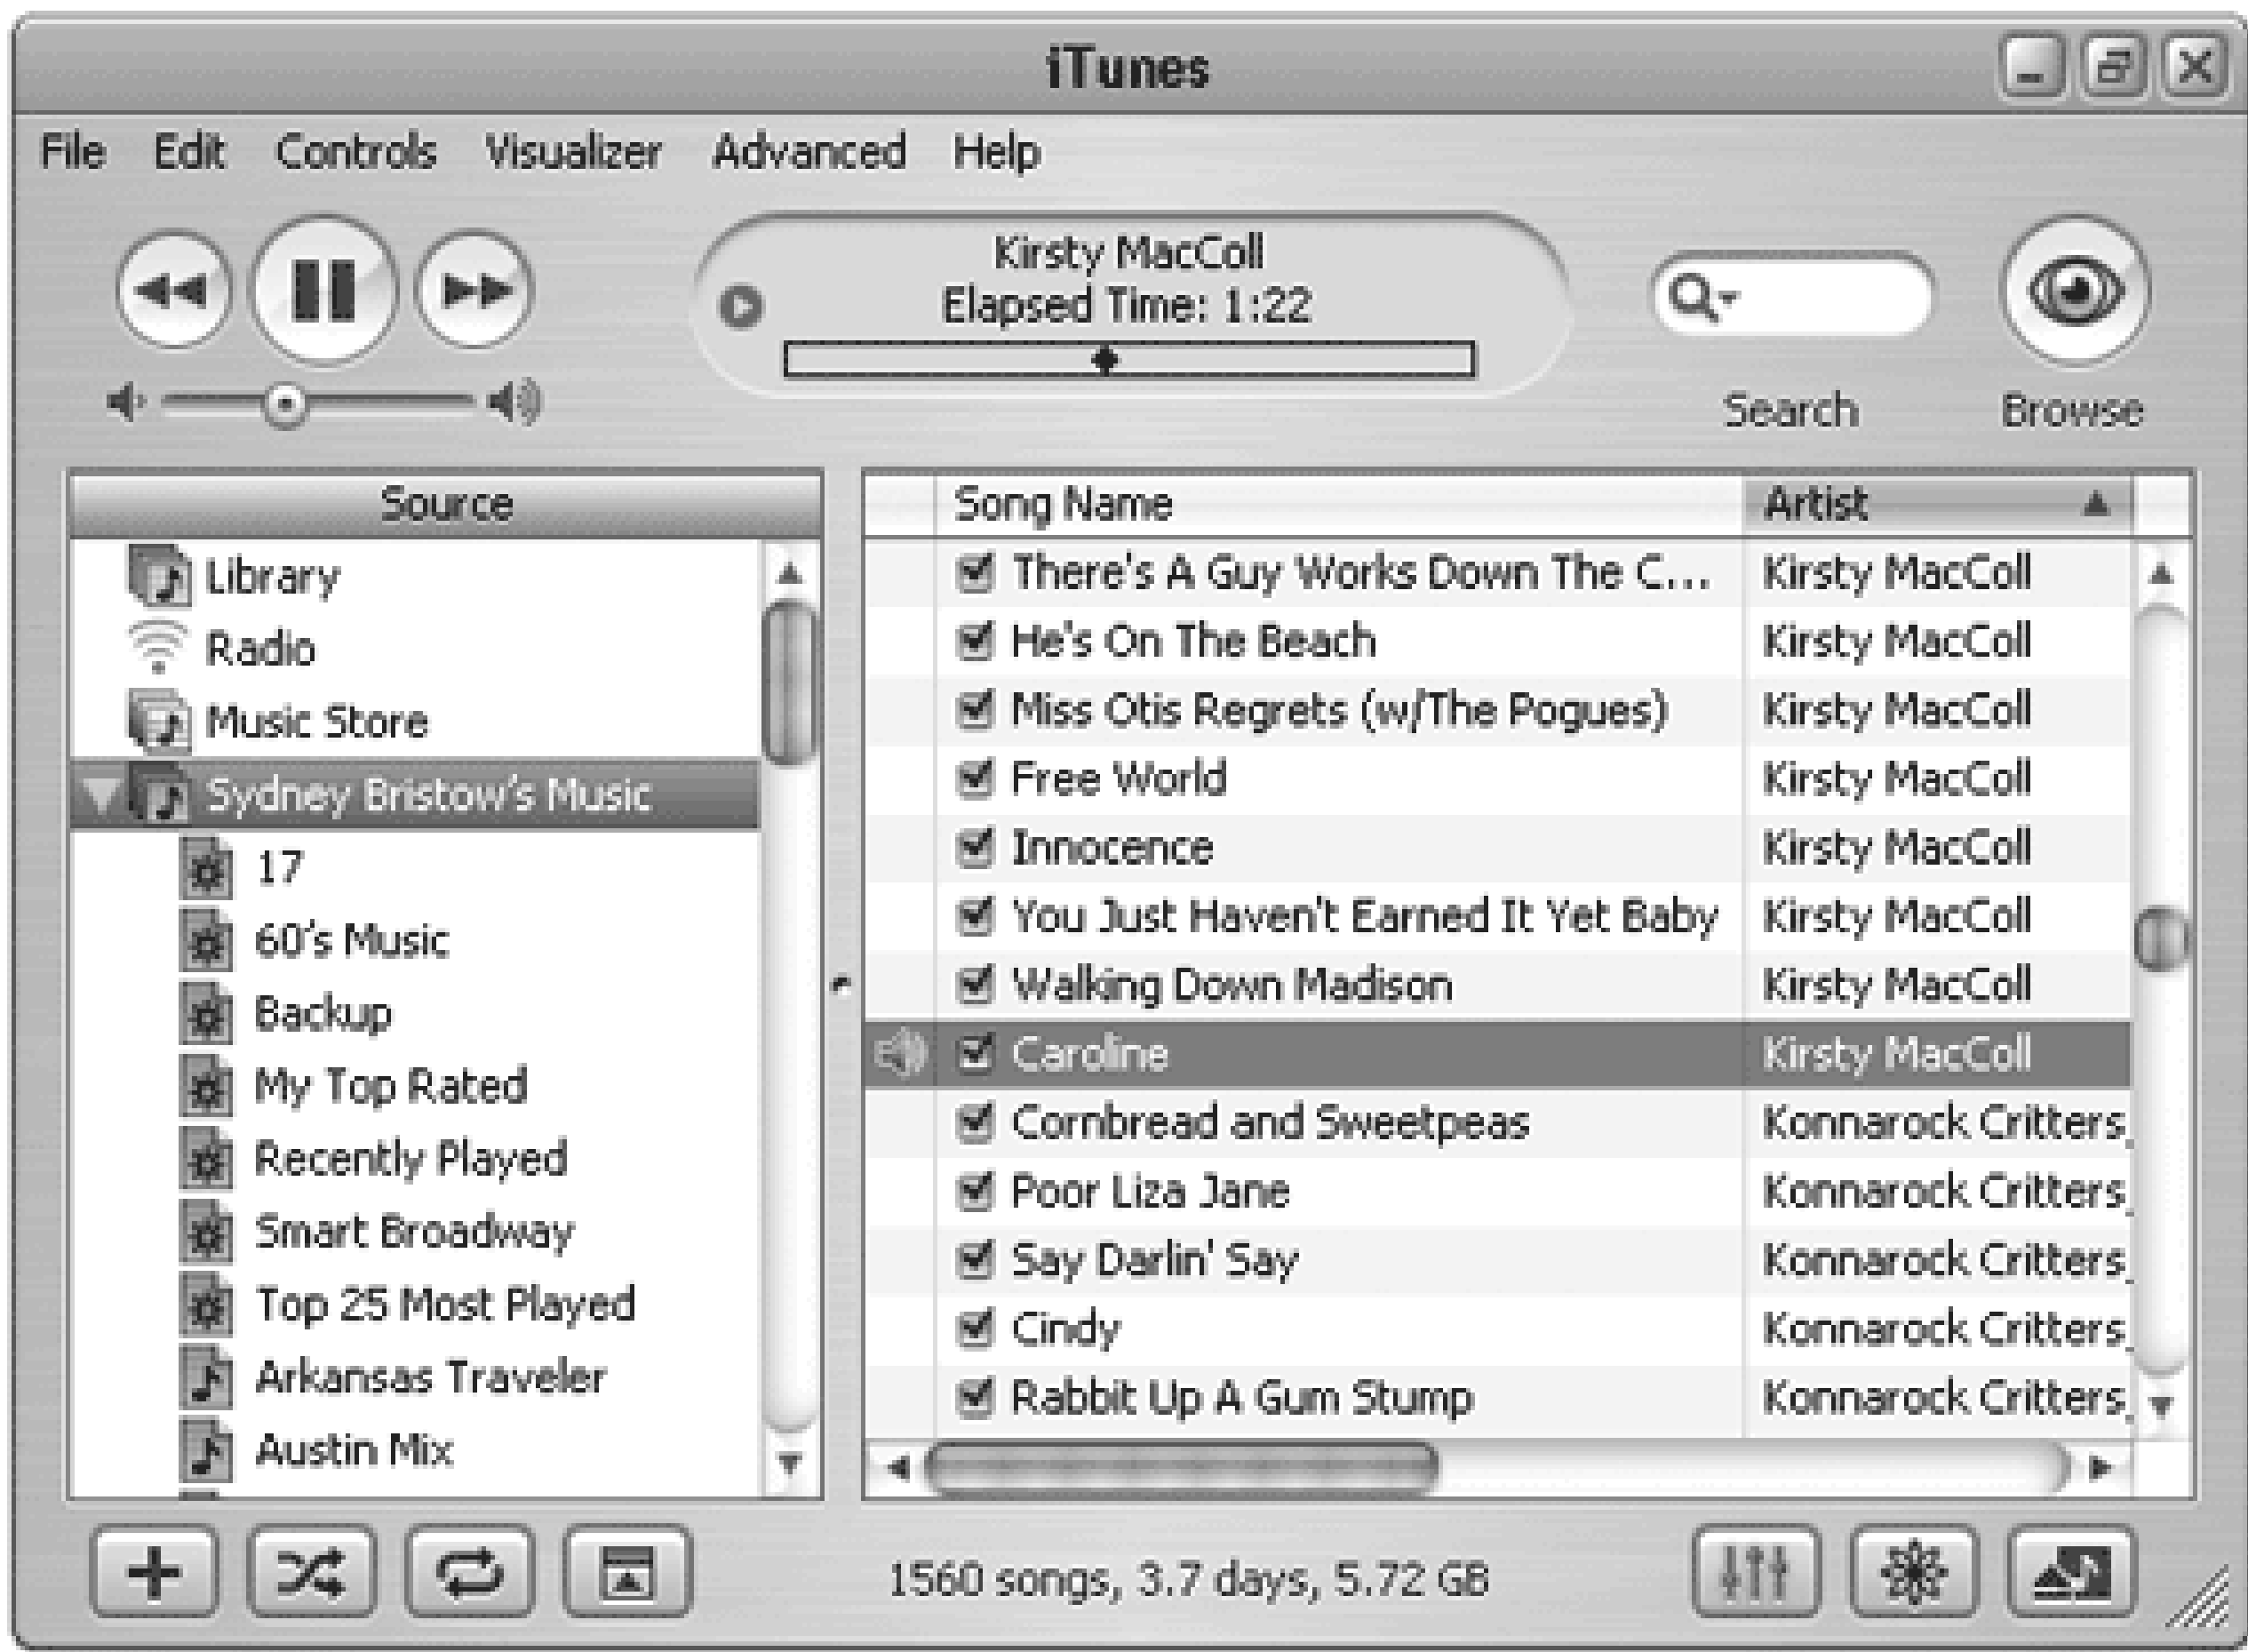 iTunes
File Edit Controls Visualizer Advanced Help
Kirsty MacColl
Elapsed Time: 1:22
Search Browse
Source
Library
Radio
Music Store
Sydney Bristow's Music
17
60's Music
Backup
My Top Rated
Recently Played
Smart Broadway
Top 25 Most Played
Arkansas Traveler
Austin Mix
Song Name Artist
There's A Guy Works Down The C... Kirsty MacColl
He's On The Beach Kirsty MacColl
Miss Otis Regrets (w/The Pogues) Kirsty MacColl
Free World Kirsty MacColl
Innocence Kirsty MacColl
You Just Haven't Earned It Yet Baby Kirsty MacColl
Walking Down Madison Kirsty MacColl
Caroline Kirsty MacColl
Cornbread and Sweetpeas Konnarock Critters
Poor Liza Jane Konnarock Critters
Say Darlin' Say Konnarock Critters
Cindy Konnarock Critters
Rabbit Up A Gum Stump Konnarock Critters
1560 songs, 3.7 days, 5.72 GB